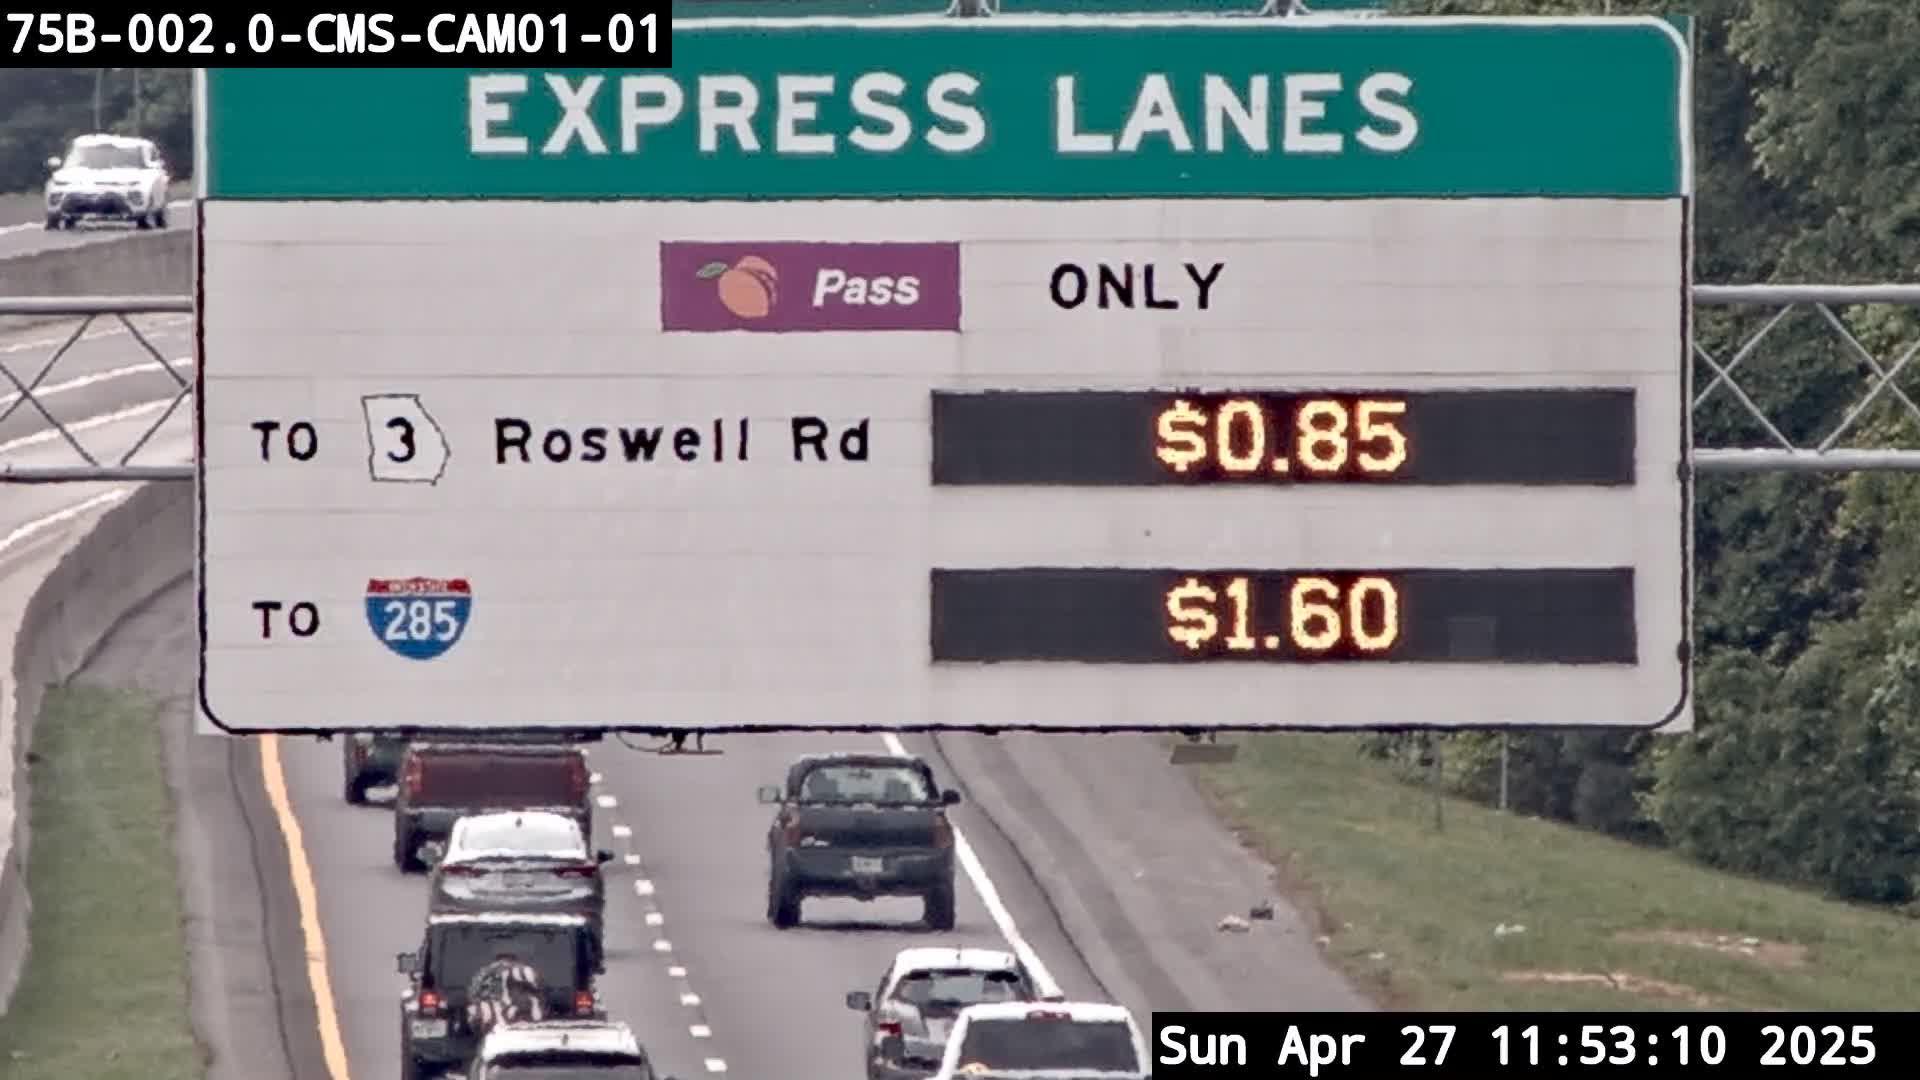 75B-002.0-CMS-CAM01-01
EXPRESS LANES
Pass ONLY
TO 3 Roswell Rd $0.85
TO INTERSTATE 285 $1.60
Sun Apr 27 11:53:10 2025